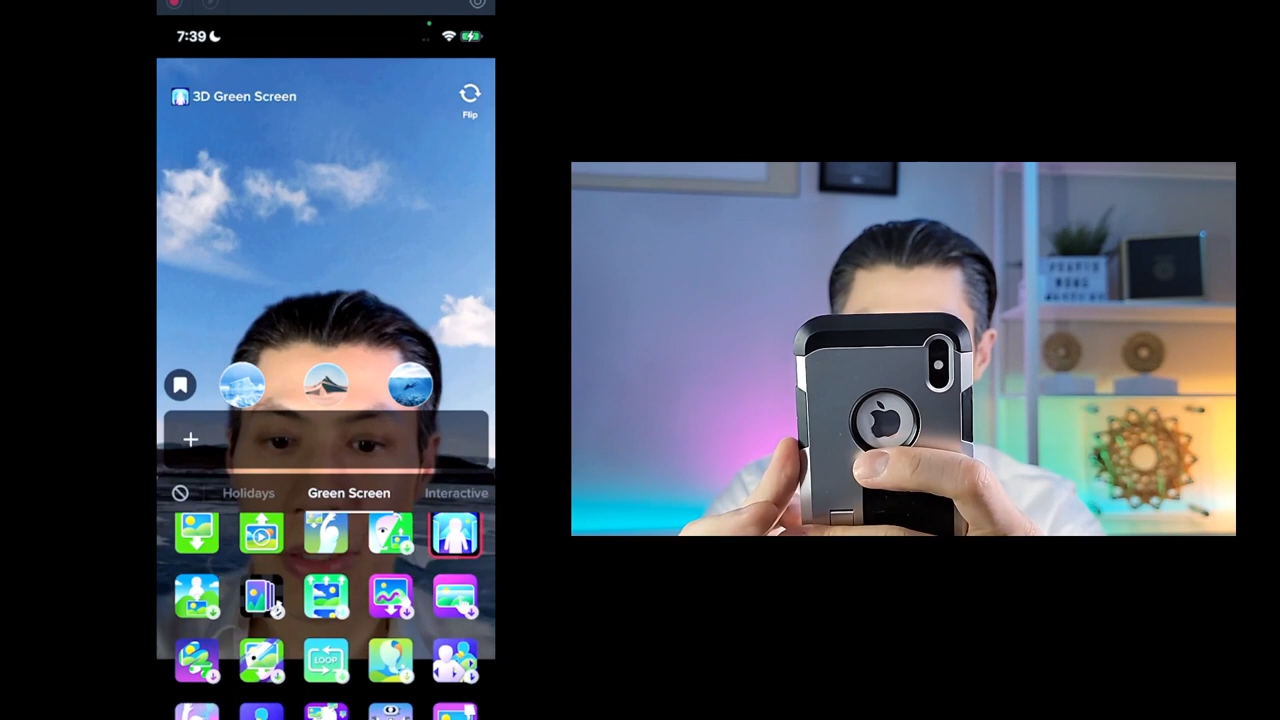 7:39
3D Green Screen
Flip
Holidays
Green Screen
Interactive
LOOP